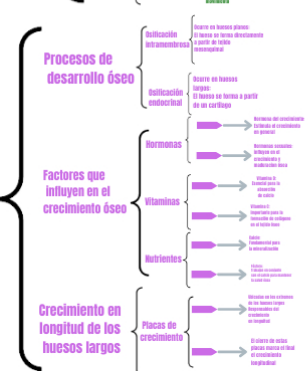 Procesos de
desarrollo óseo
Osificación
intramembrosa
Ocurre en huesos planos:
El hueso se forma directamente
a partir de tejido
mesenquimal
Osificación
endocrinal
Ocurre en huesos
largos:
El hueso se forma a partir
de un cartílago
Factores que
influyen en el
crecimiento óseo
Hormonas
Hormona del crecimiento
Estimula el crecimiento
en general
Hormonas sexuales
Influyen en el
crecimiento y
Vitaminas
Vitamina D:
Esencial para la
absorción
de calcio
Vitamina C:
Importante para la
formación de colágeno
en el tejido óseo
Nutrientes
Calcio:
Fundamental para
la mineralización
Crecimiento en
longitud de los
huesos largos
Placas de
crecimiento
Ubicadas en los extremos
de los huesos largos
Responsables del
crecimiento
en longitud
El cierre de estas
placas marca el final
el crecimiento
longitudinal